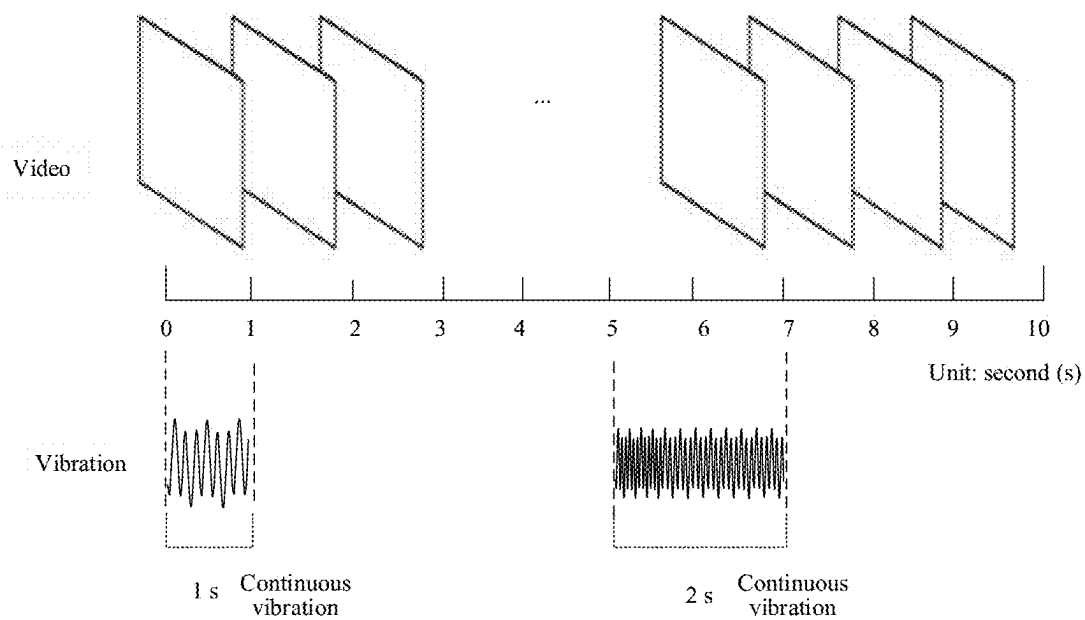 ...
Video
0 1 2 3 4 5 6 7 8 9 10
Unit: second (s)
Vibration
1 s Continuous vibration
2 s Continuous vibration